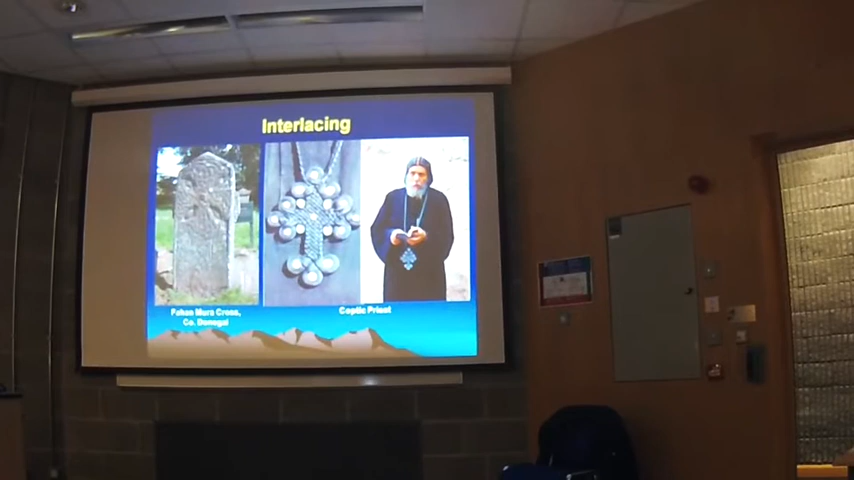 Interlacing
Fahan Mura Cross,
Co. Donegal
Coptic Priest